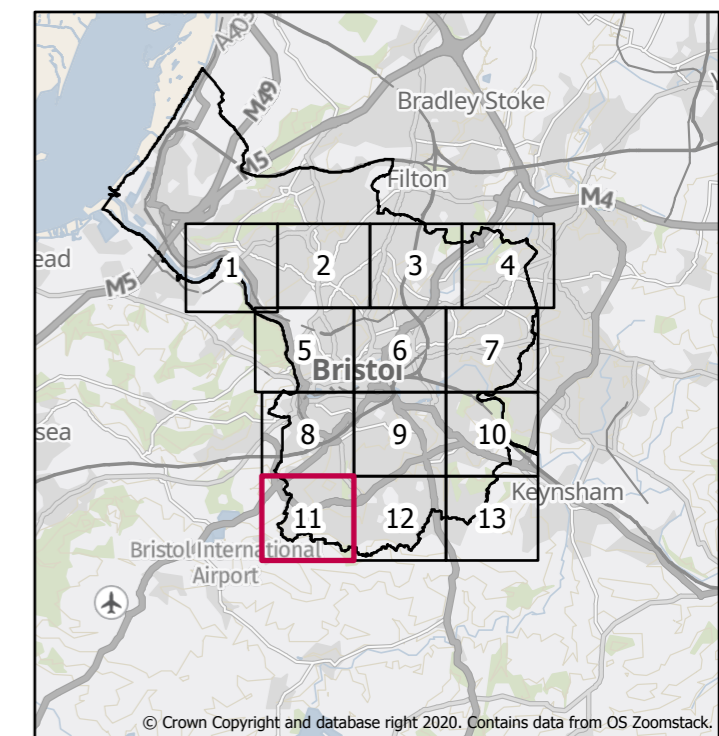 A403
M49
Bradley Stoke
M5
Filton
M4
ead
M5
1
2
3
4
5
6
7
Bristol
sea
8
9
10
Keynsham
11
12
13
Bristol International
Airport
© Crown Copyright and database right 2020. Contains data from OS Zoomstack.